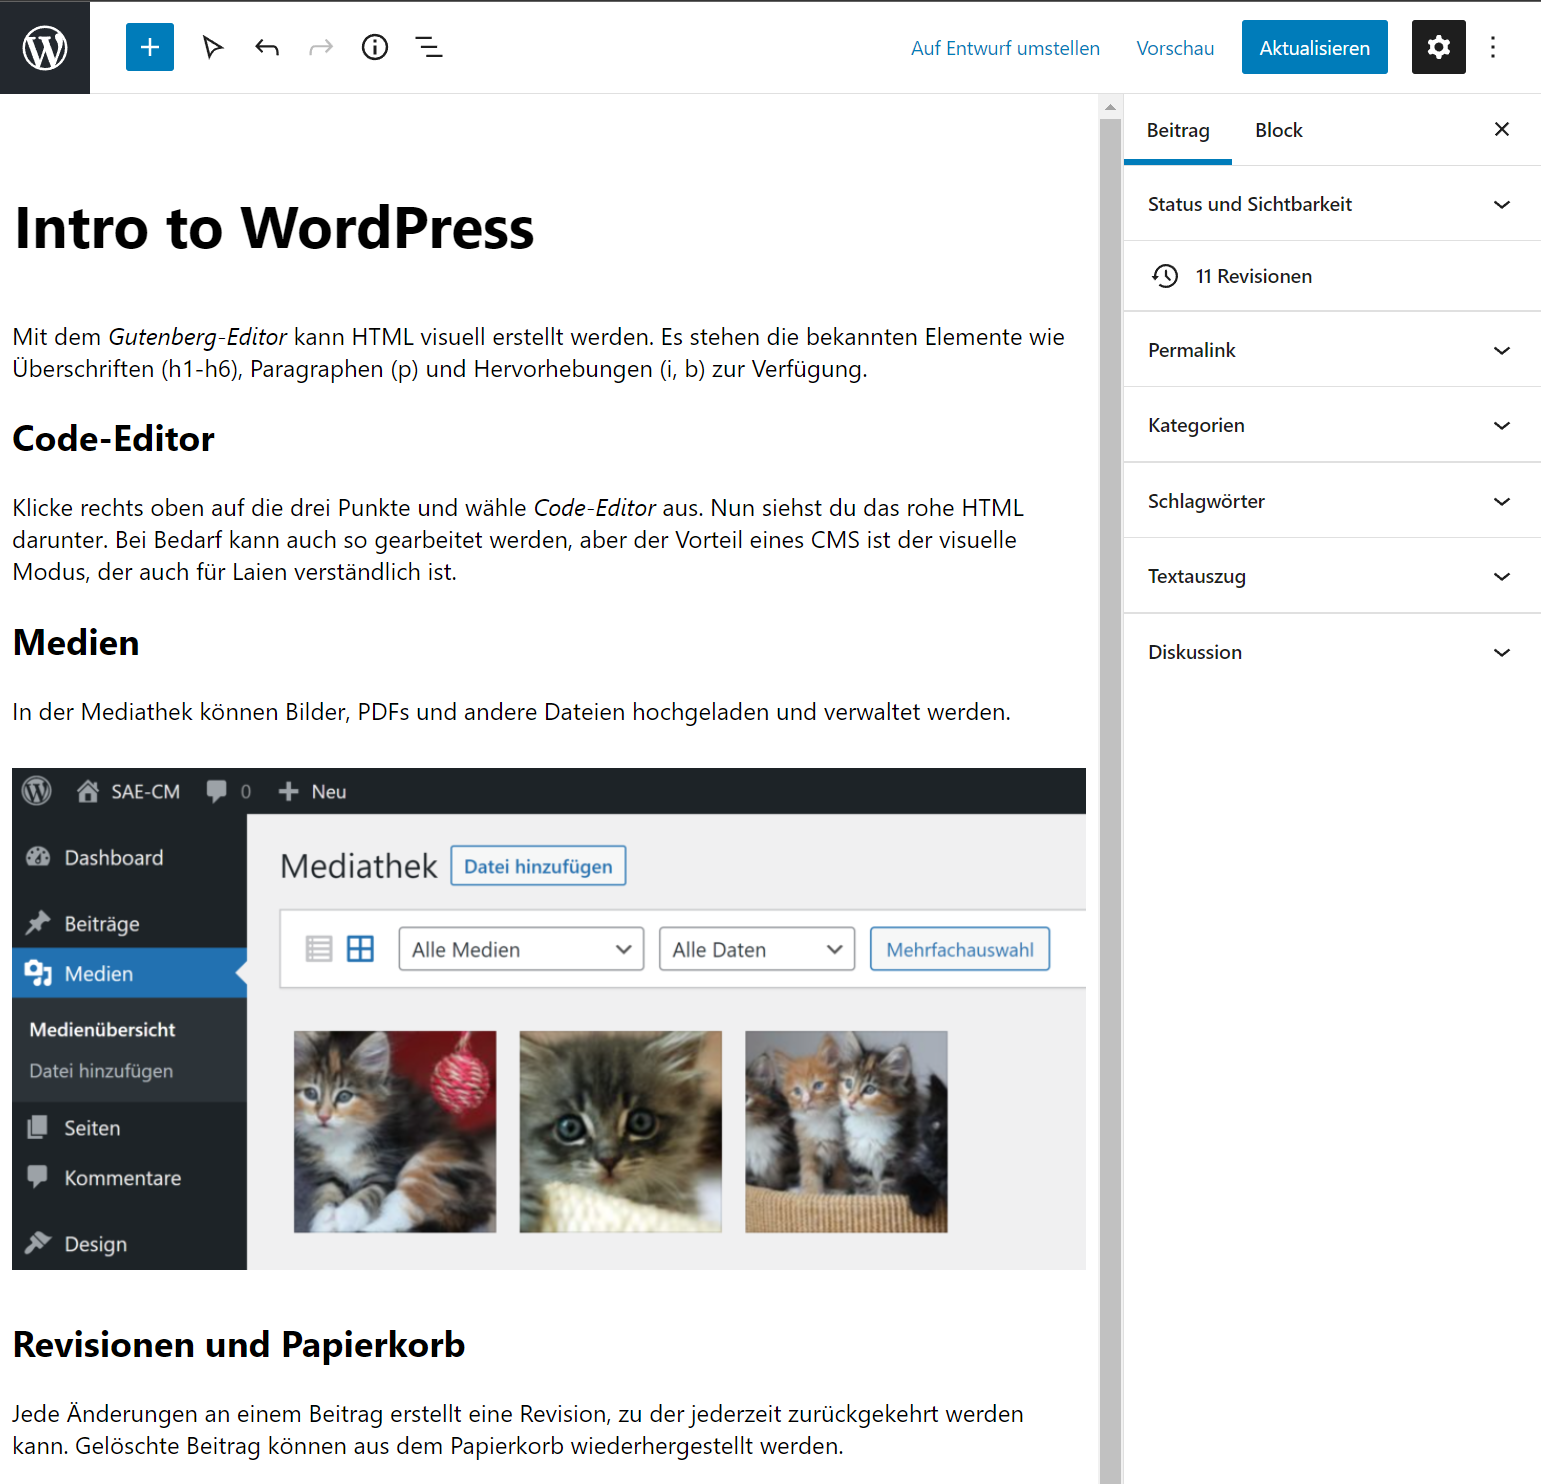 Auf Entwurf umstellen Vorschau Aktualisieren
Beitrag Block
Status und Sichtbarkeit
11 Revisionen
Permalink
Kategorien
Schlagwörter
Textauszug
Diskussion
Intro to WordPress
Mit dem Gutenberg-Editor kann HTML visuell erstellt werden. Es stehen die bekannten Elemente wie
Überschriften (h1-h6), Paragraphen (p) und Hervorhebungen (i, b) zur Verfügung.
Code-Editor
Klicke rechts oben auf die drei Punkte und wähle Code-Editor aus. Nun siehst du das rohe HTML
darunter. Bei Bedarf kann auch so gearbeitet werden, aber der Vorteil eines CMS ist der visuelle
Modus, der auch für Laien verständlich ist.
Medien
In der Mediathek können Bilder, PDFs und andere Dateien hochgeladen und verwaltet werden.
SAE-CM 0 Neu
Dashboard
Beiträge
Medien
Medienübersicht
Datei hinzufügen
Seiten
Kommentare
Design
Mediathek Datei hinzufügen
Alle Medien Alle Daten Mehrfachauswahl
Revisionen und Papierkorb
Jede Änderungen an einem Beitrag erstellt eine Revision, zu der jederzeit zurückgekehrt werden
kann. Gelöschte Beitrag können aus dem Papierkorb wiederhergestellt werden.